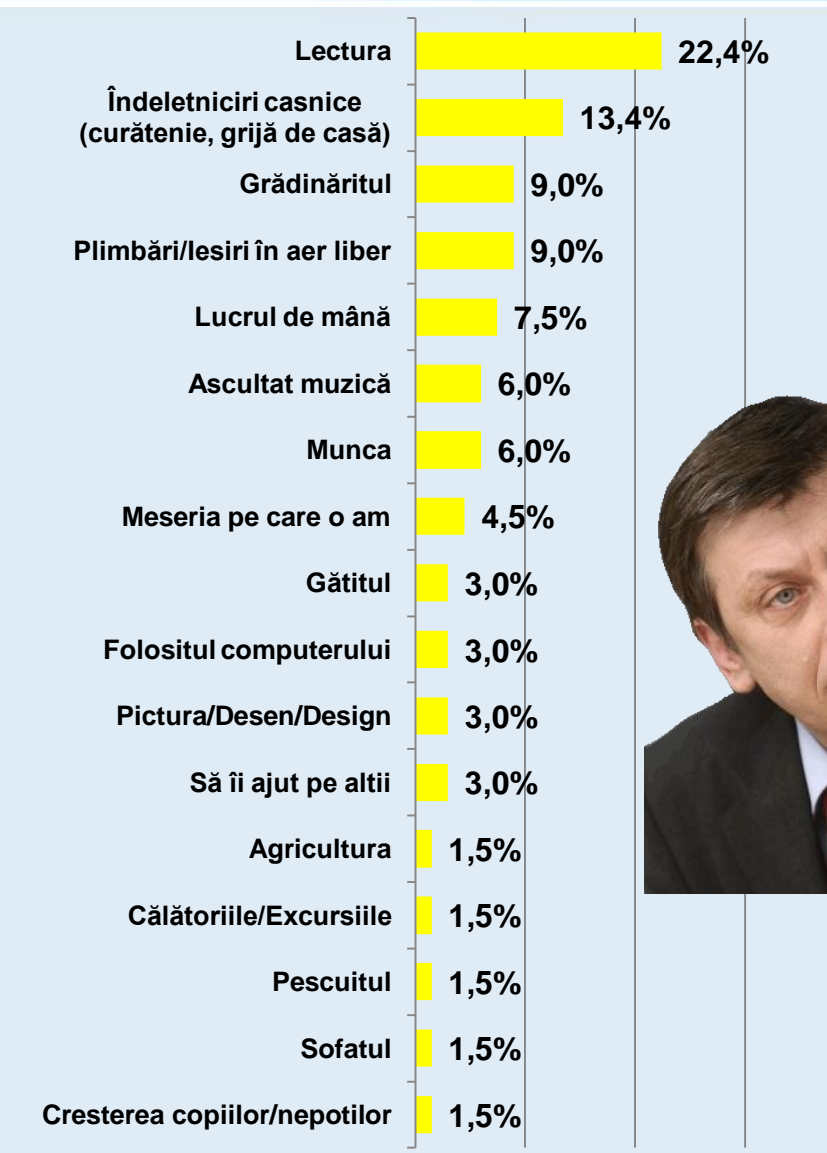 Lectura 22,4%
Îndeletniciri casnice
(curătenie, grijă de casă) 13,4%
Grădinăritul 9,0%
Plimbări/Iesiri în aer liber 9,0%
Lucrul de mână 7,5%
Ascultat muzică 6,0%
Munca 6,0%
Meseria pe care o am 4,5%
Gătitul 3,0%
Folositul computerului 3,0%
Pictura/Desen/Design 3,0%
Să îi ajut pe altii 3,0%
Agricultura 1,5%
Călătoriile/Excursiile 1,5%
Pescuitul 1,5%
Sofatul 1,5%
Cresterea copiilor/nepotilor 1,5%